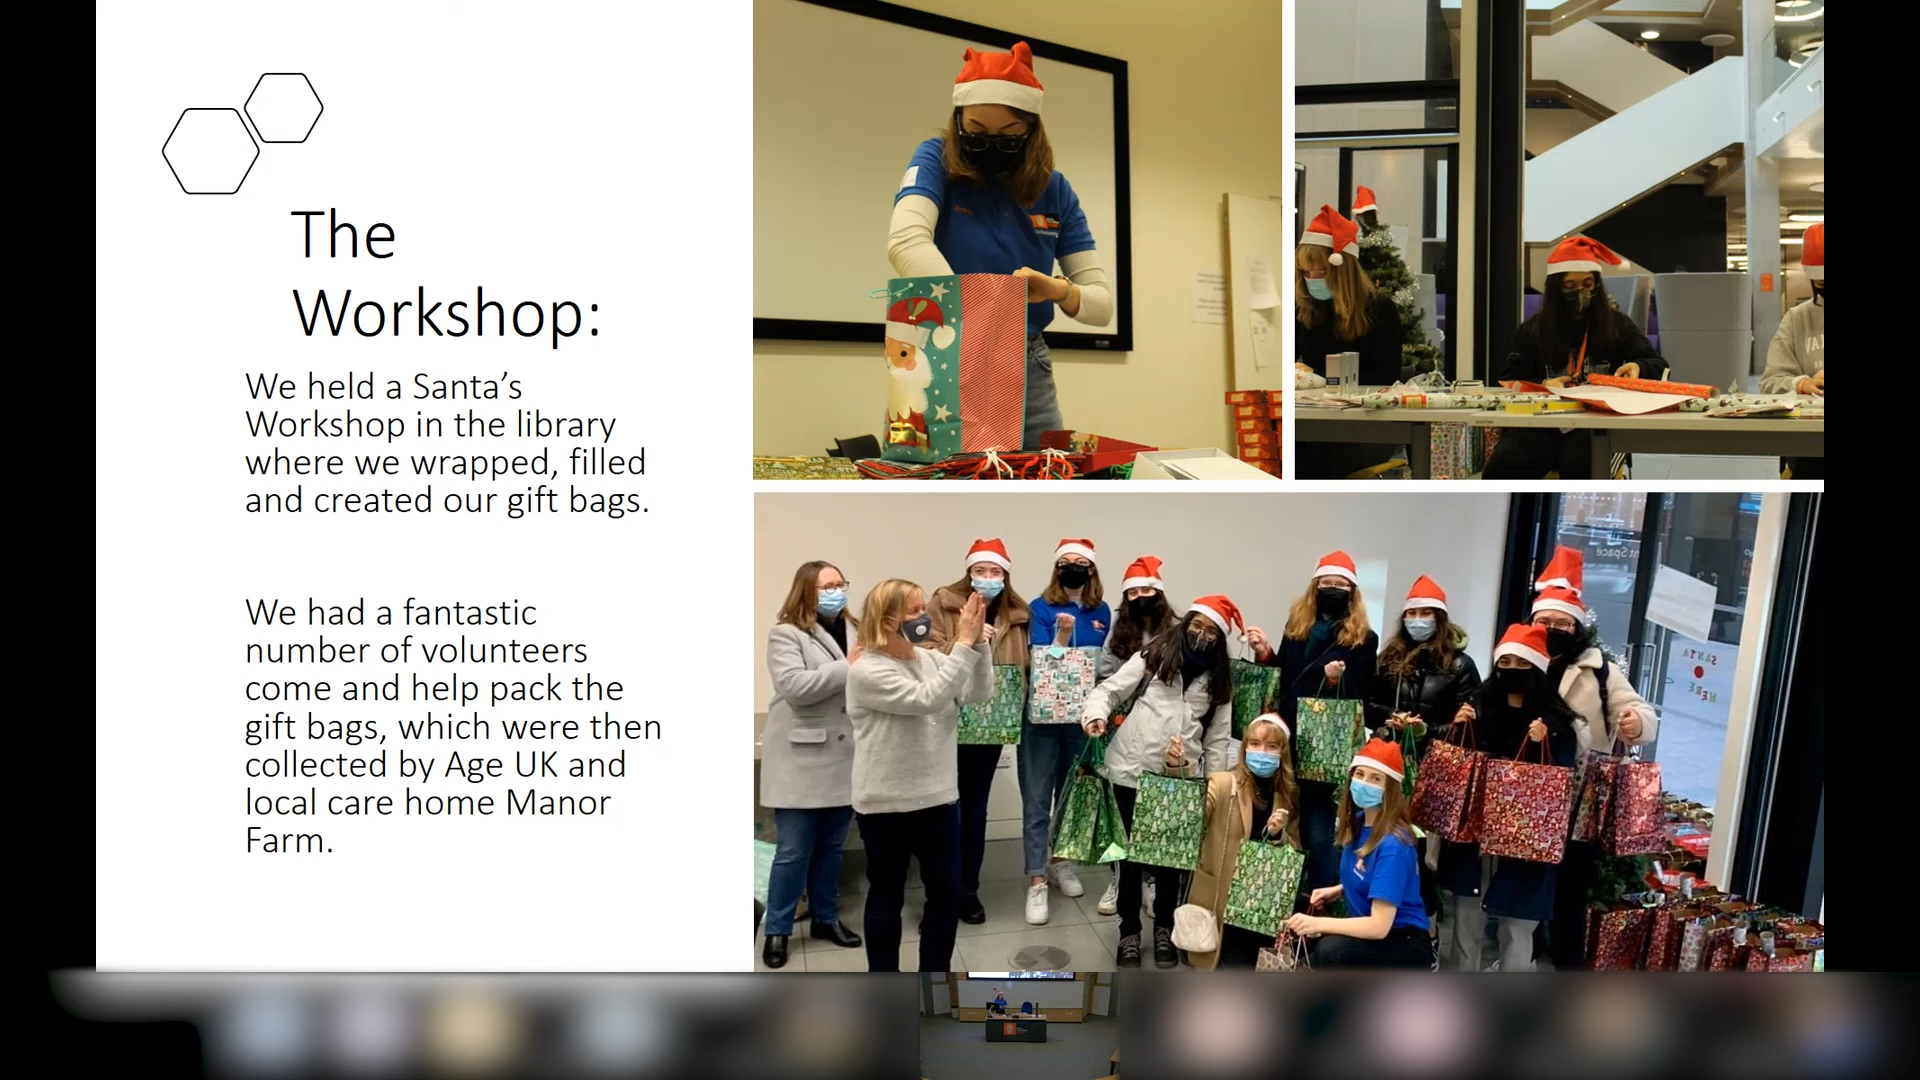 The
Workshop:
We held a Santa’s
Workshop in the library
where we wrapped, filled
and created our gift bags.
We had a fantastic
number of volunteers
come and help pack the
gift bags, which were then
collected by Age UK and
local care home Manor
Farm.
SANTA
HERE